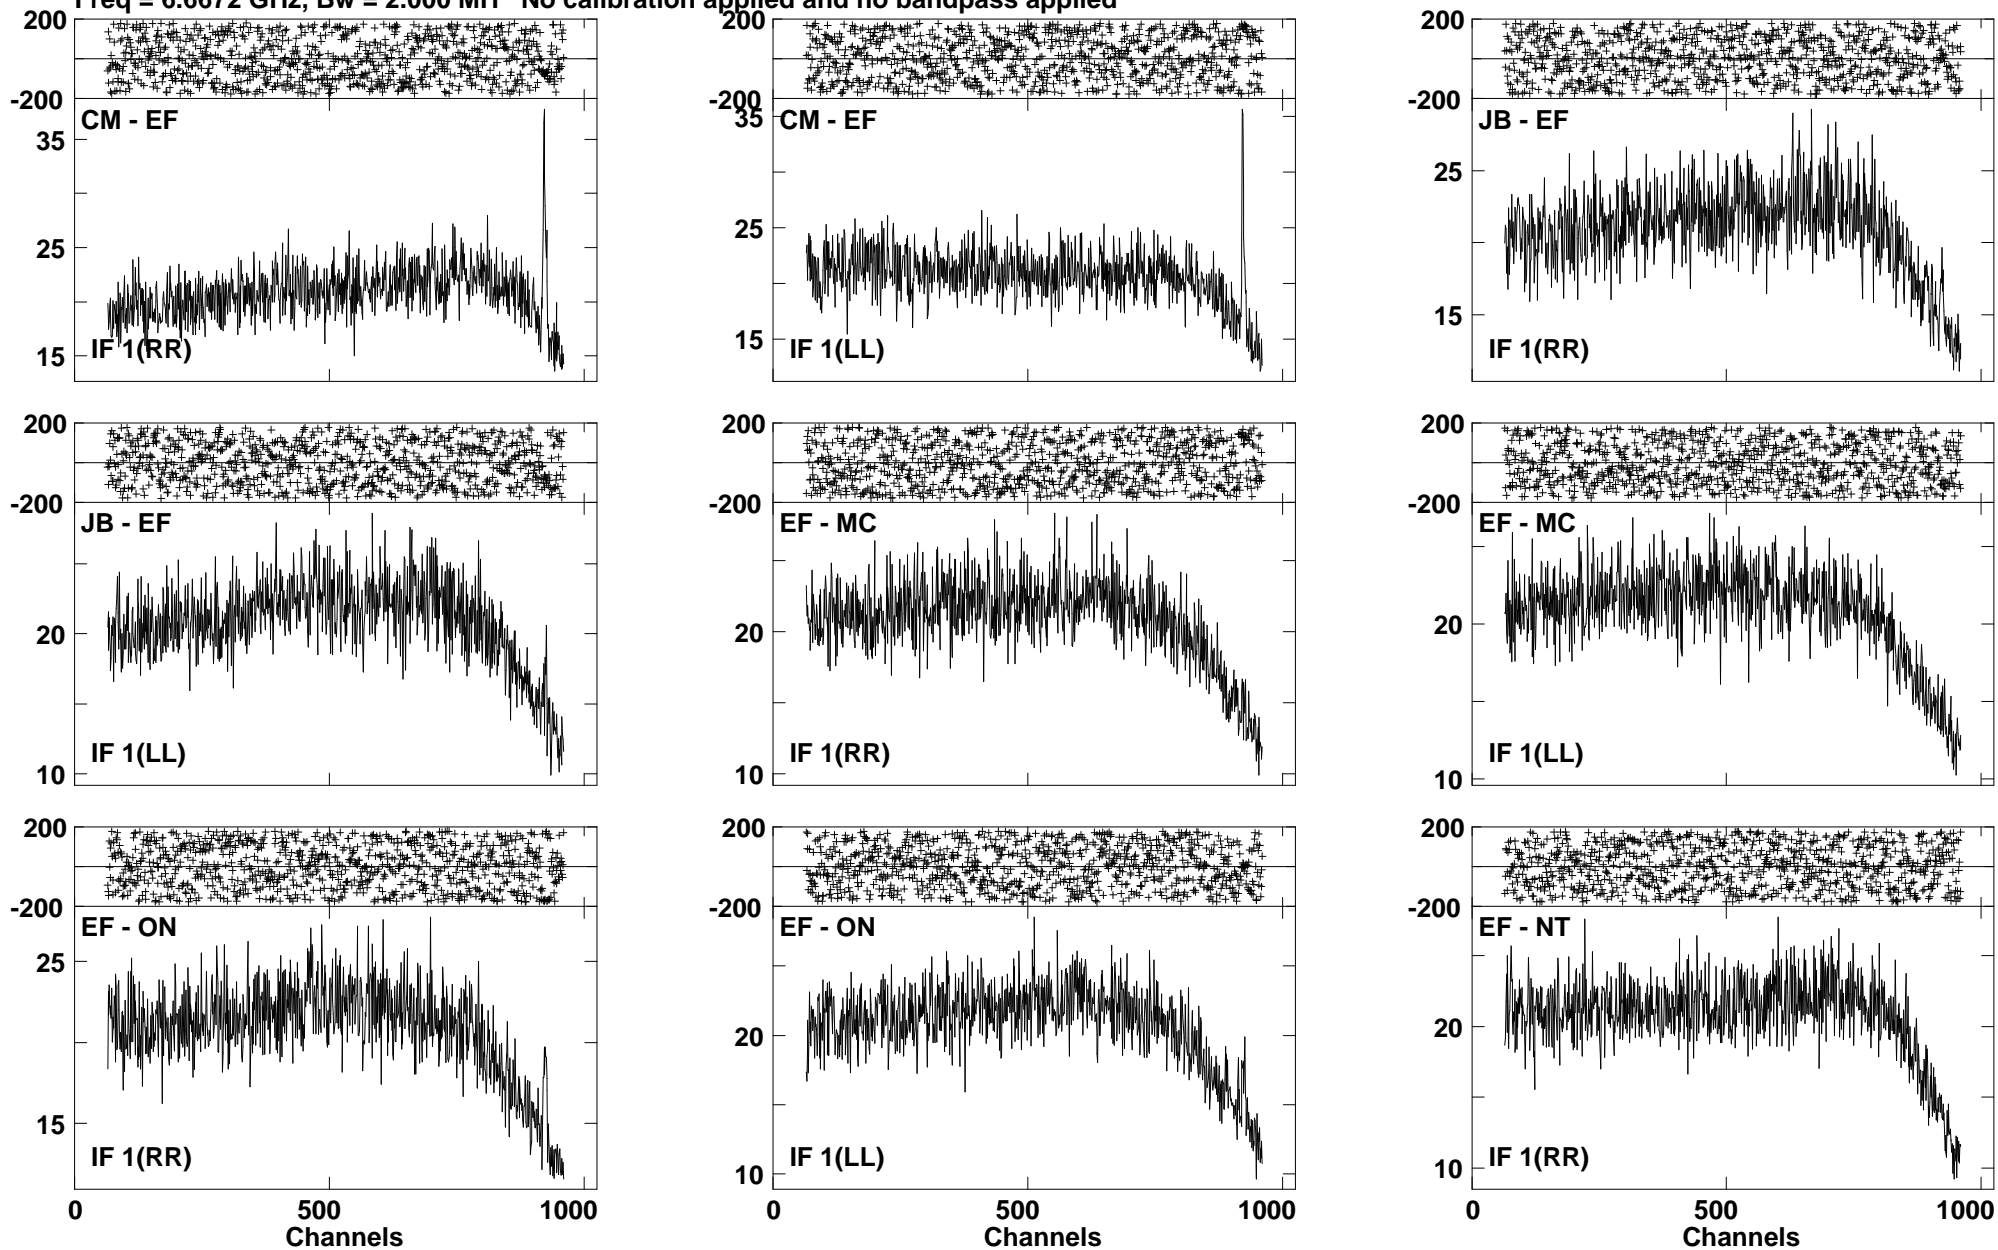 Freq = 6.6672 GHz, Bw = 2.000 MH No calibration applied and no bandpass applied
200 200 200
-200 -200 -200
CM - EF CM - EF JB - EF
35 35
25 25 25
15 15 15
IF 1(RR) IF 1(LL) IF 1(RR)
200 200 200
-200 -200 -200
JB - EF EF - MC EF - MC
20 20 20
IF 1(LL) IF 1(RR) IF 1(LL)
10 10 10
200 200 200
-200 -200 -200
EF - ON EF - ON EF - NT
25
20 20
15
IF 1(RR) IF 1(LL) IF 1(RR)
10 10
0 500 1000 0 500 1000 0 500 1000
Channels Channels Channels